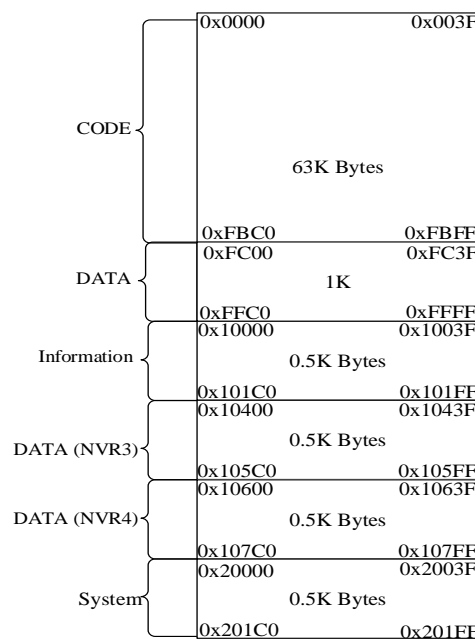 0x0000 0x003F
CODE
63K Bytes
0xFBC0 0xFBFF
0xFC00 0xFC3F
DATA
1K
0xFFC0 0xFFFF
0x10000 0x1003F
Information
0.5K Bytes
0x101C0 0x101FF
0x10400 0x1043F
DATA (NVR3)
0.5K Bytes
0x105C0 0x105FF
0x10600 0x1063F
DATA (NVR4)
0.5K Bytes
0x107C0 0x107FF
0x20000 0x2003F
System
0.5K Bytes
0x201C0 0x201FF